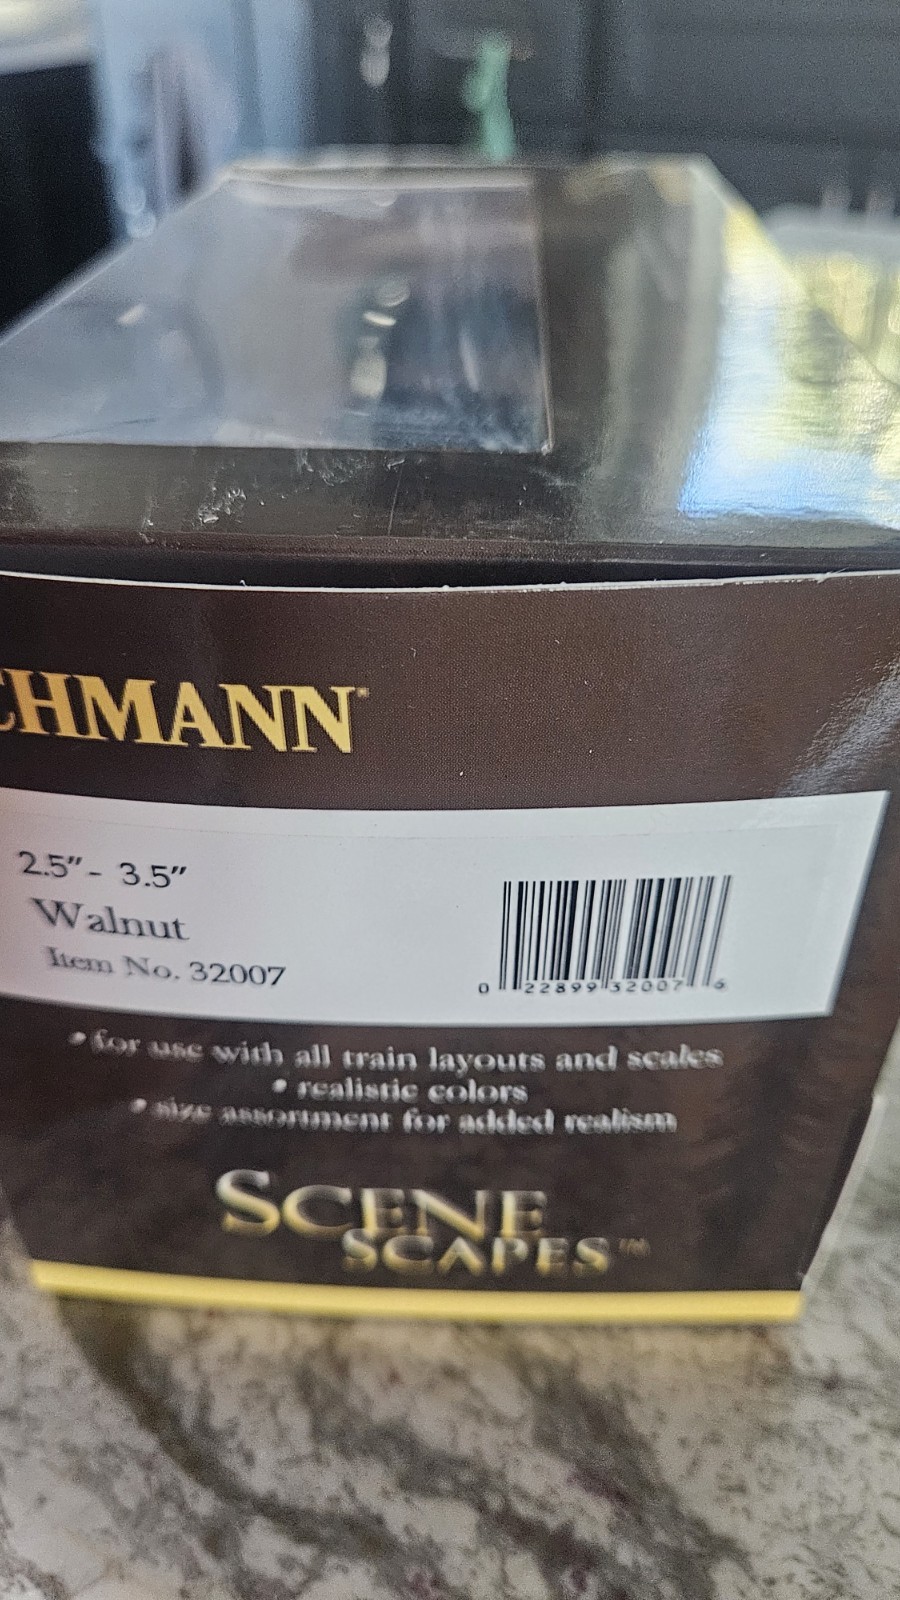 CHMANN
2.5" - 3.5"
Walnut
Item No. 32007
0 22899 32007 6
• for use with all train layouts and scales
• realistic colors
• size assortment for added realism
SCENE
SCAPES™